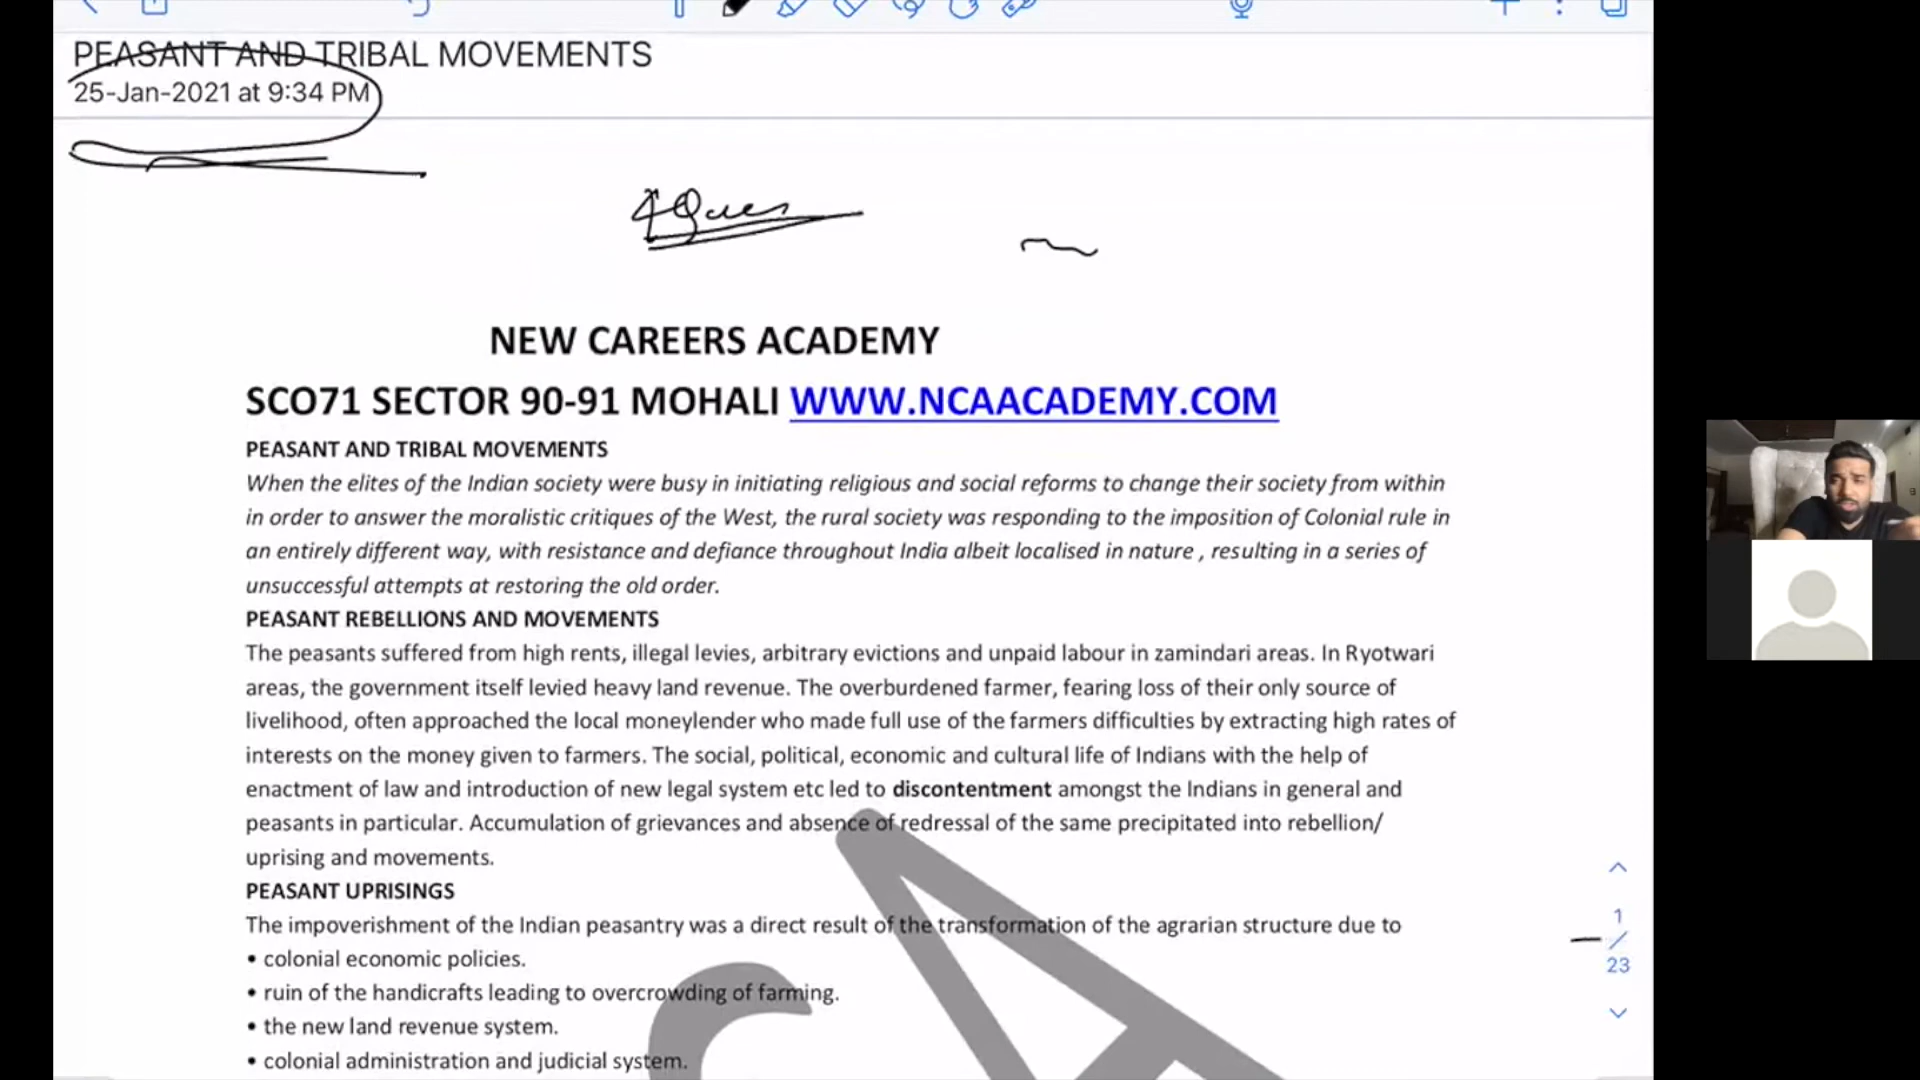 PEASANT AND TRIBAL MOVEMENTS
25-Jan-2021 at 9:34 PM
4 Ques
NEW CAREERS ACADEMY
SCO71 SECTOR 90-91 MOHALI WWW.NCAACADEMY.COM
PEASANT AND TRIBAL MOVEMENTS
When the elites of the Indian society were busy in initiating religious and social reforms to change their society from within
in order to answer the moralistic critiques of the West, the rural society was responding to the imposition of Colonial rule in
an entirely different way, with resistance and defiance throughout India albeit localised in nature , resulting in a series of
unsuccessful attempts at restoring the old order.
PEASANT REBELLIONS AND MOVEMENTS
The peasants suffered from high rents, illegal levies, arbitrary evictions and unpaid labour in zamindari areas. In Ryotwari
areas, the government itself levied heavy land revenue. The overburdened farmer, fearing loss of their only source of
livelihood, often approached the local moneylender who made full use of the farmers difficulties by extracting high rates of
interests on the money given to farmers. The social, political, economic and cultural life of Indians with the help of
enactment of law and introduction of new legal system etc led to discontentment amongst the Indians in general and
peasants in particular. Accumulation of grievances and absence of redressal of the same precipitated into rebellion/
uprising and movements.
PEASANT UPRISINGS
The impoverishment of the Indian peasantry was a direct result of the transformation of the agrarian structure due to
• colonial economic policies.
• ruin of the handicrafts leading to overcrowding of farming.
• the new land revenue system.
• colonial administration and judicial system.
1
/
23